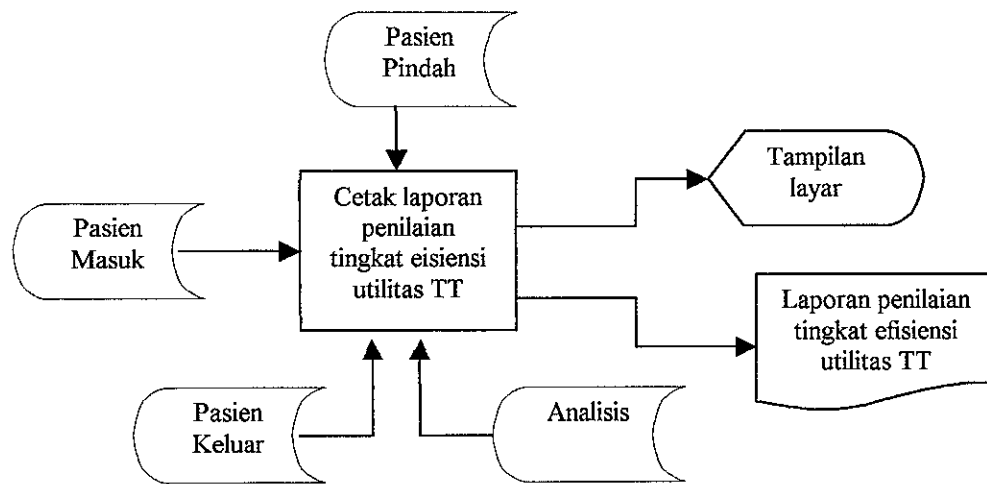 Pasien
Pindah
Tampilan
layar
Cetak laporan
penilaian
tingkat eisiensi
utilitas TT
Pasien
Masuk
Laporan penilaian
tingkat efisiensi
utilitas TT
Pasien
Keluar
Analisis